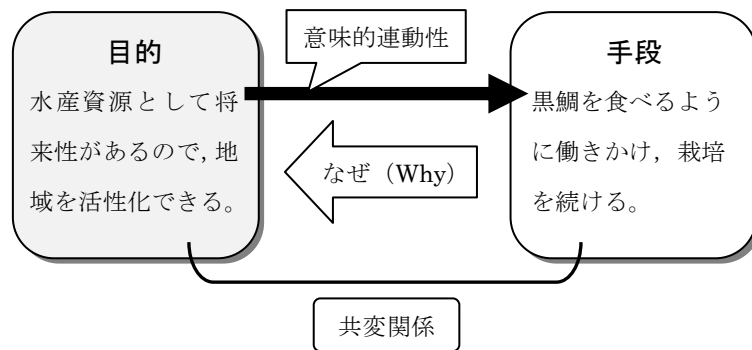 意味的連動性
目的
水産資源として将
来性があるので，地
域を活性化できる。
なぜ（Why）
手段
黒鯛を食べるよう
に働きかけ，栽培
を続ける。
共変関係